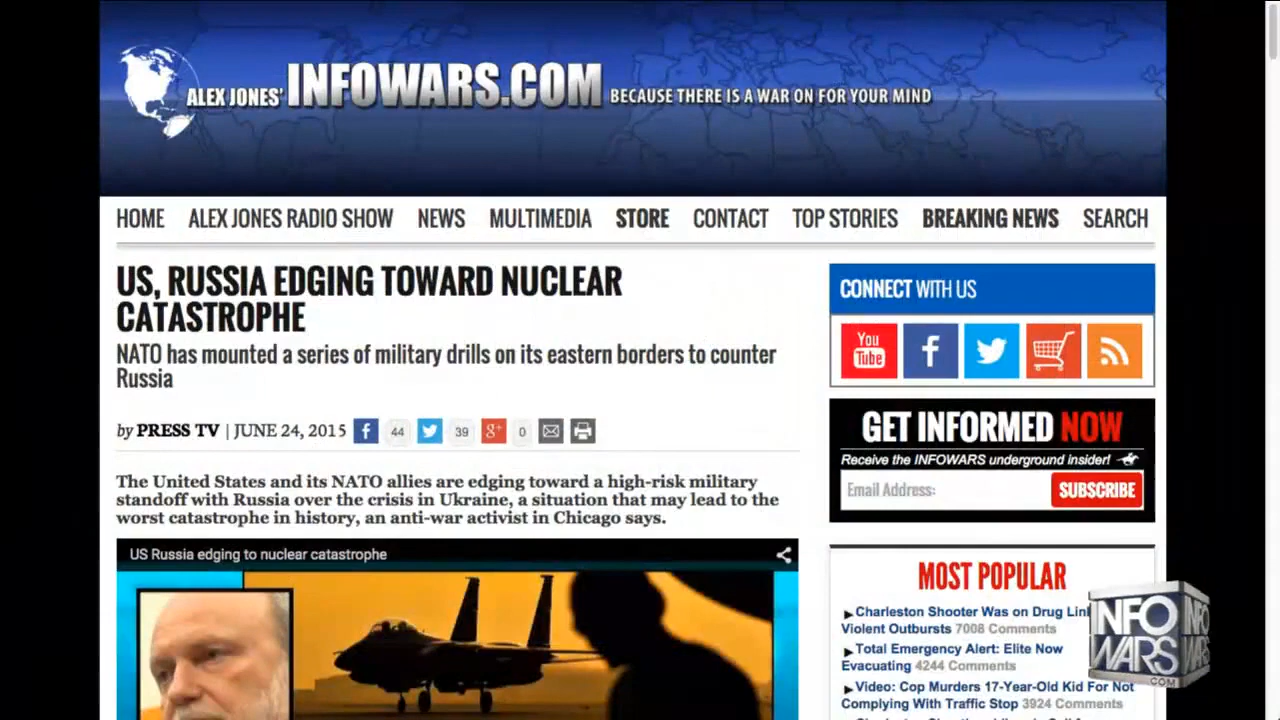 ALEX JONES' INFOWARS.COM BECAUSE THERE IS A WAR ON FOR YOUR MIND
HOME ALEX JONES RADIO SHOW NEWS MULTIMEDIA STORE CONTACT TOP STORIES BREAKING NEWS SEARCH
US, RUSSIA EDGING TOWARD NUCLEAR
CATASTROPHE
NATO has mounted a series of military drills on its eastern borders to counter
Russia
by PRESS TV | JUNE 24, 2015 44 39 g+ 0
The United States and its NATO allies are edging toward a high-risk military
standoff with Russia over the crisis in Ukraine, a situation that may lead to the
worst catastrophe in history, an anti-war activist in Chicago says.
US Russia edging to nuclear catastrophe
CONNECT WITH US
You
Tube
GET INFORMED NOW
Receive the INFOWARS underground insider!
Email Address: SUBSCRIBE
MOST POPULAR
Charleston Shooter Was on Drug
Violent Outbursts 7008 Comments
Total Emergency Alert: Elite Now
Evacuating 4244 Comments
Video: Cop Murders 17-Year-Old Kid For Not
Complying With Traffic Stop 3924 Comments
INFO
WARS
.COM